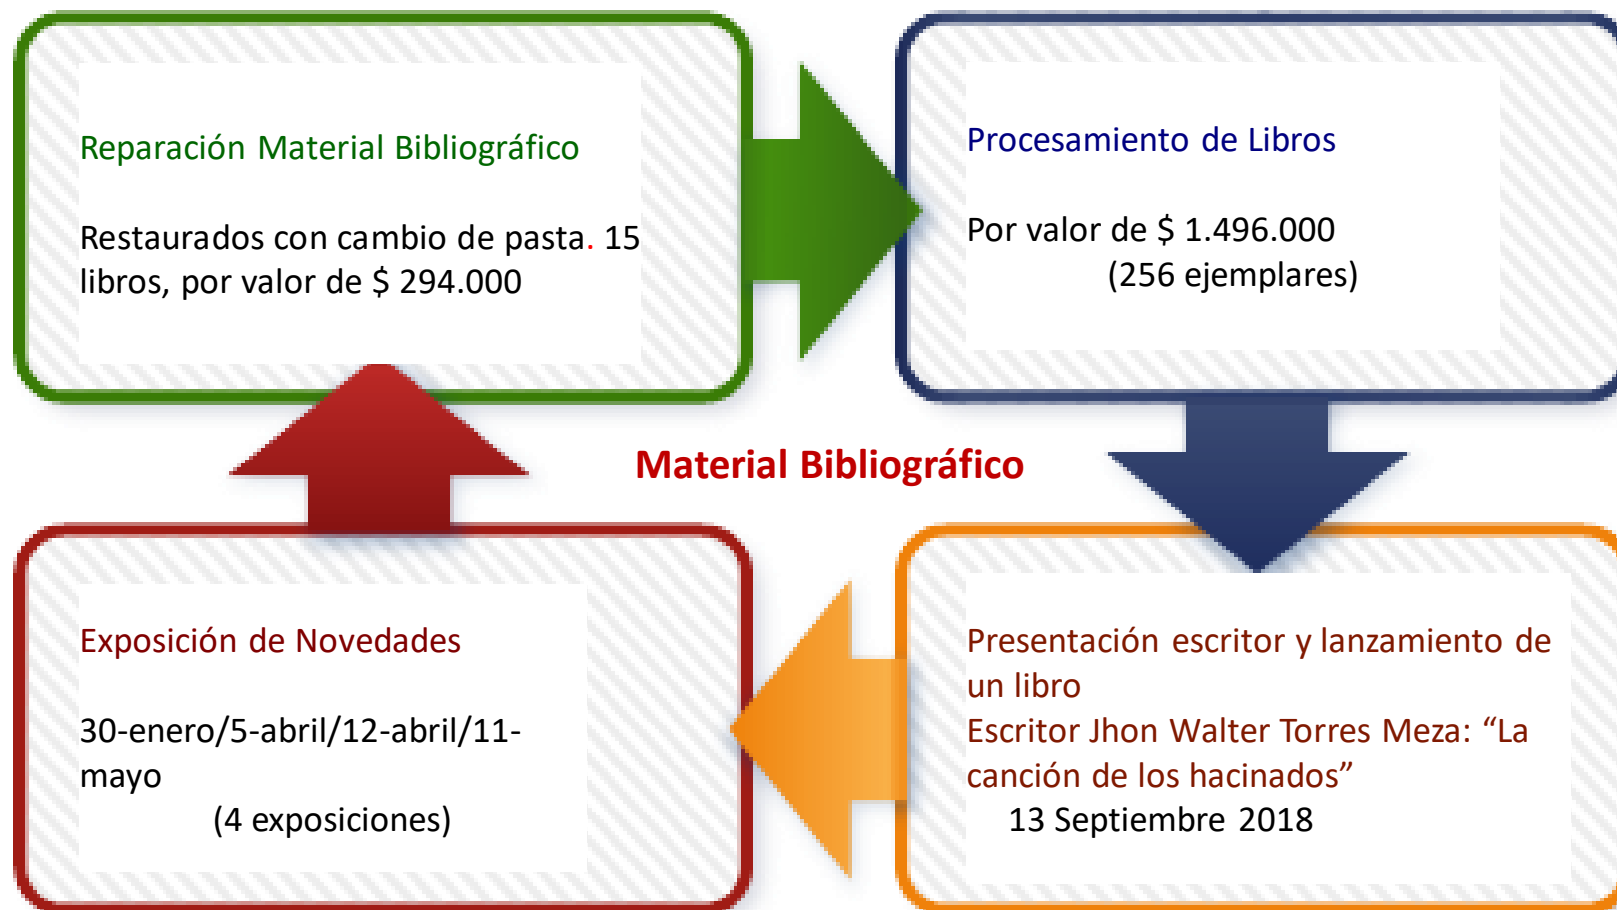 Reparación Material Bibliográfico
Restaurados con cambio de pasta. 15
libros, por valor de $ 294.000
Procesamiento de Libros
Por valor de $ 1.496.000
(256 ejemplares)
Material Bibliográfico
Exposición de Novedades
30-enero/5-abril/12-abril/11-
mayo
(4 exposiciones)
Presentación escritor y lanzamiento de
un libro
Escritor Jhon Walter Torres Meza: “La
canción de los hacinados”
13 Septiembre 2018